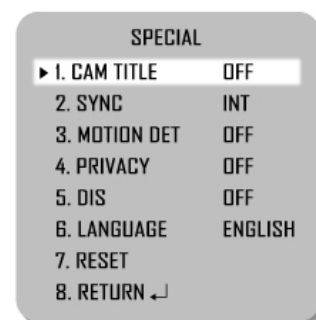 SPECIAL
▶ 1. CAM TITLE OFF
2. SYNC INT
3. MOTION DET OFF
4. PRIVACY OFF
5. DIS OFF
6. LANGUAGE ENGLISH
7. RESET
8. RETURN ↵